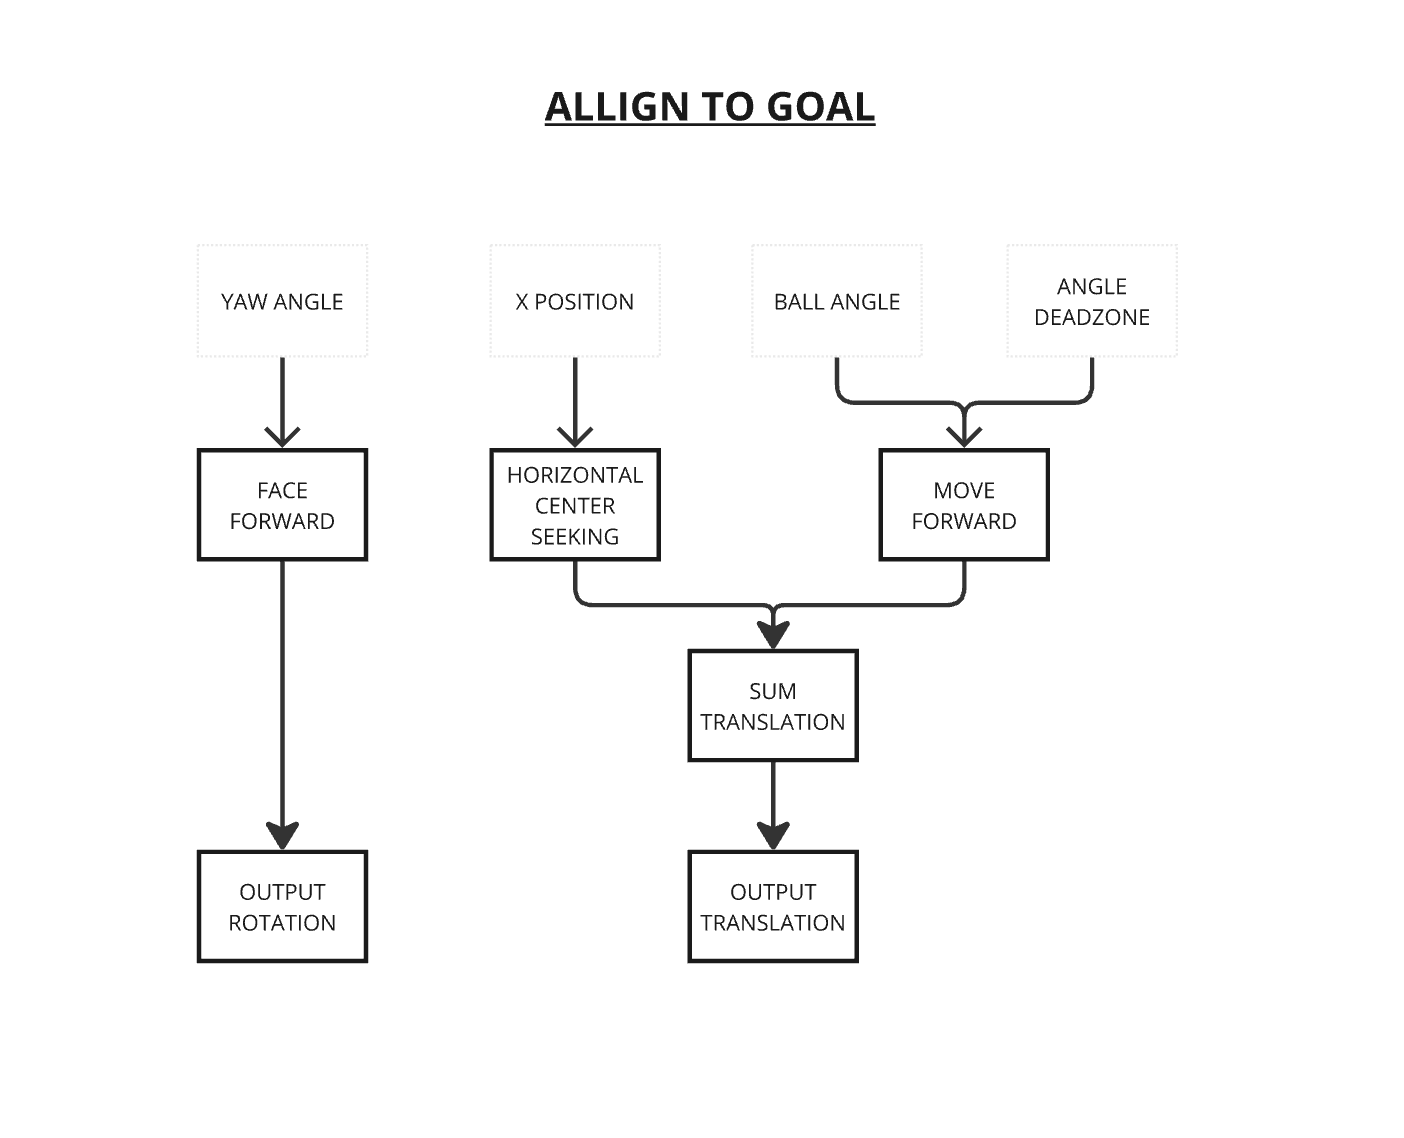 ALLIGN TO GOAL
YAW ANGLE
X POSITION
BALL ANGLE
ANGLE
DEADZONE
FACE
FORWARD
HORIZONTAL
CENTER
SEEKING
MOVE
FORWARD
SUM
TRANSLATION
OUTPUT
ROTATION
OUTPUT
TRANSLATION